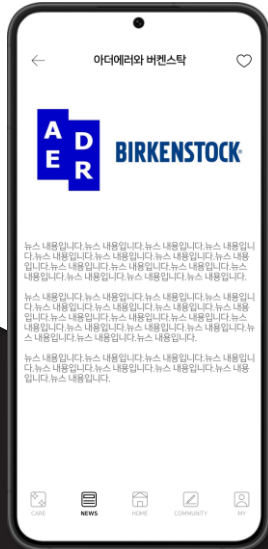 아더에러와 버켄스탁
A D
E R
BIRKENSTOCK
뉴스 내용입니다.뉴스 내용입니다.뉴스 내용입니다.뉴스 내용입니
다.뉴스 내용입니다.뉴스 내용입니다.뉴스 내용입니다.뉴스 내용
입니다.뉴스 내용입니다.뉴스 내용입니다.뉴스 내용입니다.뉴스
내용입니다.뉴스 내용입니다.뉴스 내용입니다.뉴스 내용입니다.
뉴스 내용입니다.뉴스 내용입니다.뉴스 내용입니다.뉴스 내용입니
다.뉴스 내용입니다.뉴스 내용입니다.뉴스 내용입니다.뉴스 내용
입니다.뉴스 내용입니다.뉴스 내용입니다.뉴스 내용입니다.뉴스
내용입니다.뉴스 내용입니다.뉴스 내용입니다.뉴스 내용입니다.뉴
스 내용입니다.뉴스 내용입니다.뉴스 내용입니다.
뉴스 내용입니다.뉴스 내용입니다.뉴스 내용입니다.뉴스 내용입니
다.뉴스 내용입니다.뉴스 내용입니다.뉴스 내용입니다.뉴스 내용
입니다.뉴스 내용입니다.
CARE NEWS HOME COMMUNITY MY